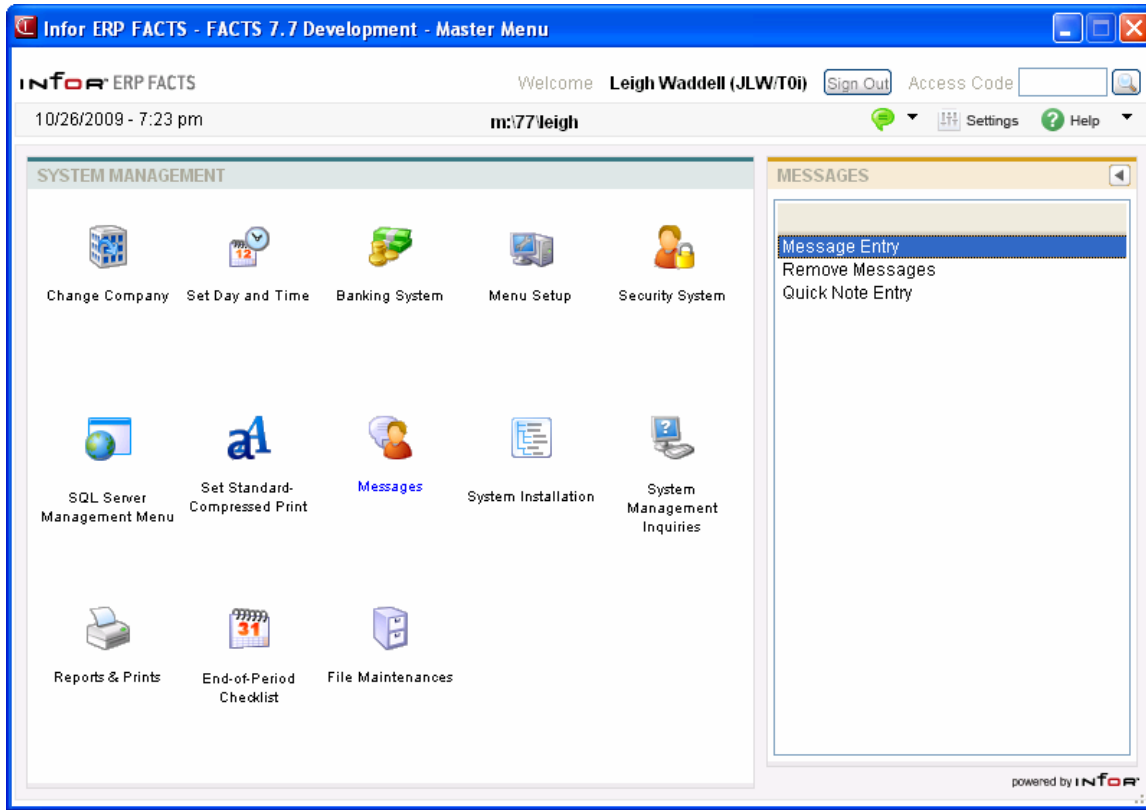 Infor ERP FACTS - FACTS 7.7 Development - Master Menu
infor ERP FACTS
Welcome Leigh Waddell (JLW/T0i) Sign Out Access Code
10/26/2009 - 7:23 pm
m:\77\leigh
Settings Help
SYSTEM MANAGEMENT
Change Company
Set Day and Time
12
Banking System
Menu Setup
Security System
SQL Server
Management Menu
Set Standard-
Compressed Print
Messages
System Installation
System
Management
Inquiries
Reports & Prints
31
End-of-Period
Checklist
File Maintenances
MESSAGES
Message Entry
Remove Messages
Quick Note Entry
powered by infor